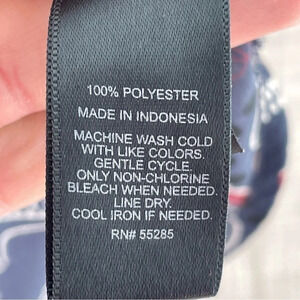 100% POLYESTER
MADE IN INDONESIA
MACHINE WASH COLD
WITH LIKE COLORS.
GENTLE CYCLE.
ONLY NON-CHLORINE
BLEACH WHEN NEEDED.
LINE DRY.
COOL IRON IF NEEDED.
RN# 55285